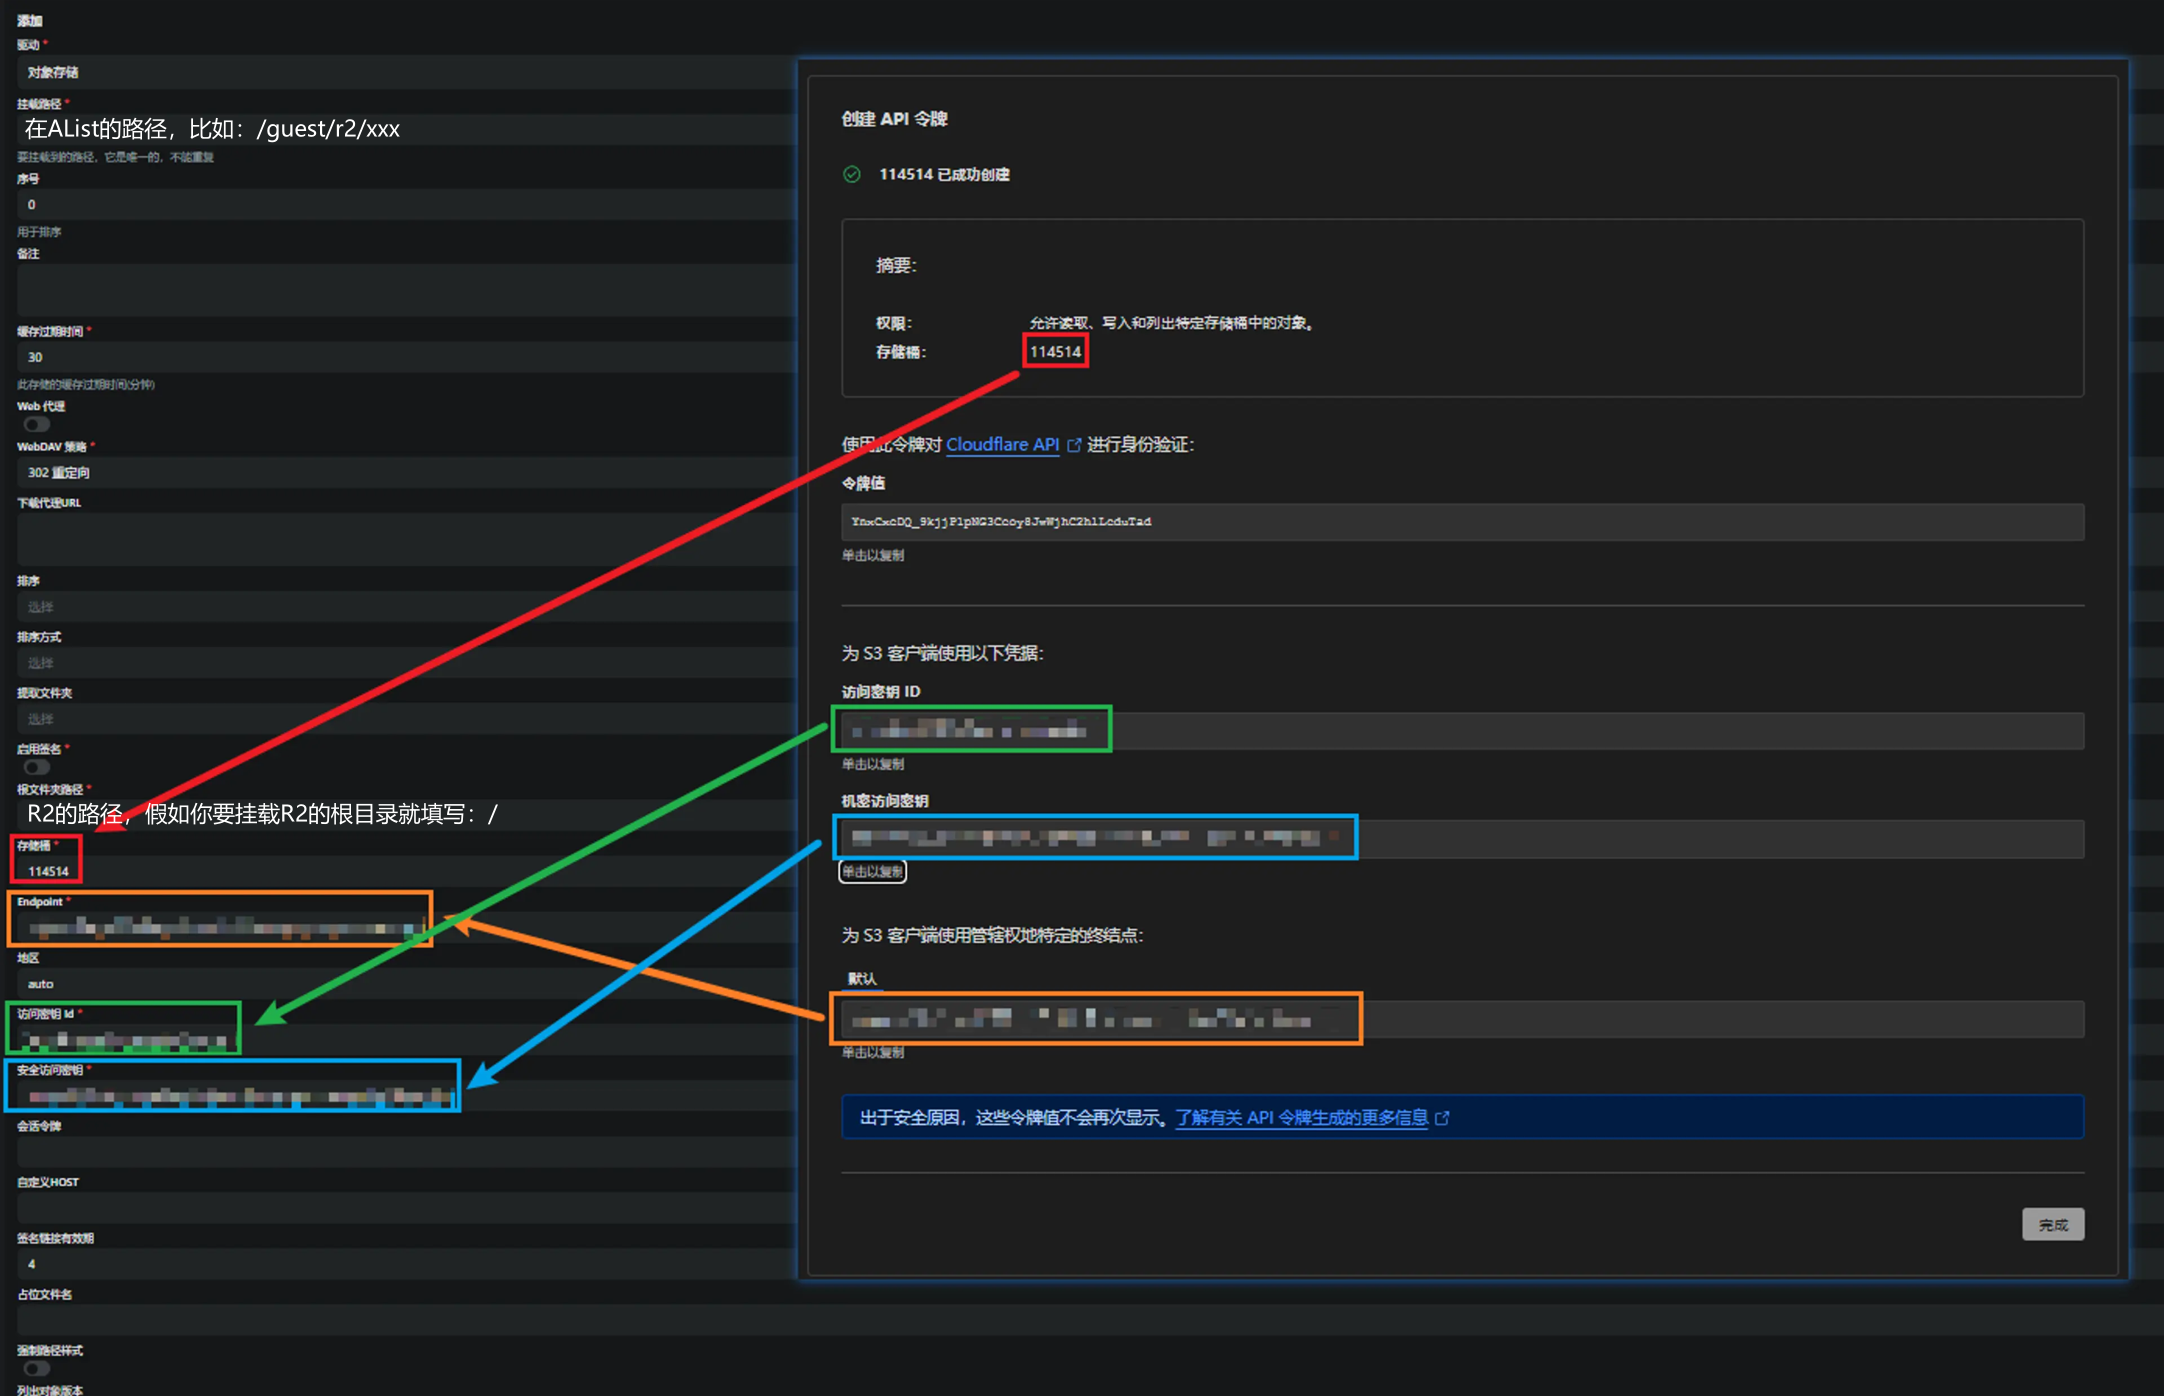 添加
驱动 *
对象存储
挂载路径 *
在AList的路径，比如：/guest/r2/xxx
要挂载到的路径，它是唯一的，不能重复
序号
0
用于排序
备注
缓存过期时间 *
30
此存储的缓存过期时间(分钟)
Web 代理
WebDAV 策略 *
302 重定向
下载代理URL
排序
选择
排序方式
选择
提取文件夹
选择
启用签名 *
根文件夹路径 *
R2的路径，假如你要挂载R2的根目录就填写：/
存储桶 *
114514
Endpoint *
地区
auto
访问密钥 Id *
安全访问密钥 *
会话令牌
自定义HOST
签名链接有效期
4
占位文件名
强制路径样式
列出对象版本
创建 API 令牌
114514 已成功创建
摘要：
权限： 允许读取、写入和列出特定存储桶中的对象。
存储桶： 114514
使用此令牌对 Cloudflare API 进行身份验证：
令牌值
单击以复制
为 S3 客户端使用以下凭据：
访问密钥 ID
单击以复制
机密访问密钥
单击以复制
为 S3 客户端使用管辖权地特定的终结点：
默认
单击以复制
出于安全原因，这些令牌值不会再次显示。了解有关 API 令牌生成的更多信息
完成